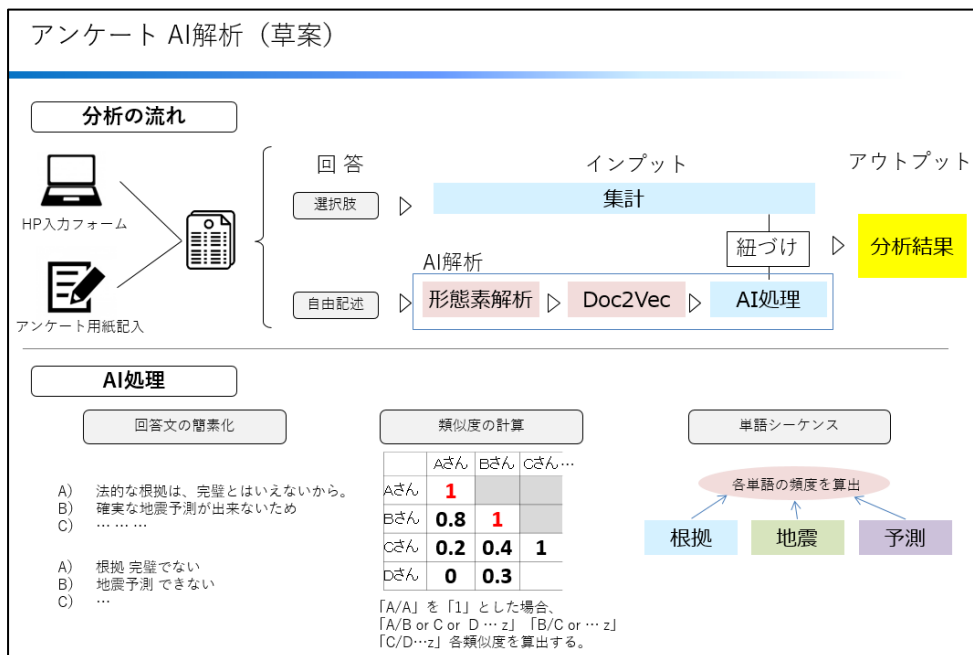 アンケート AI解析（草案）
分析の流れ
HP入力フォーム
アンケート用紙記入
回 答
インプット
アウトプット
選択肢
集計
紐づけ
分析結果
AI解析
自由記述
形態素解析
Doc2Vec
AI処理
AI処理
回答文の簡素化
A) 法的な根拠は、完璧とはいえないから。
B) 確実な地震予測が出来ないため
C) … … …
A) 根拠 完璧でない
B) 地震予測 できない
C) …
類似度の計算
Aさん Bさん Cさん…
Aさん 1
Bさん 0.8 1
Cさん 0.2 0.4 1
Dさん 0 0.3
「A/A」を「1」とした場合、
「A/B or C or D … z」「B/C or … z」
「C/D…z」各類似度を算出する。
単語シーケンス
各単語の頻度を算出
根拠 地震 予測